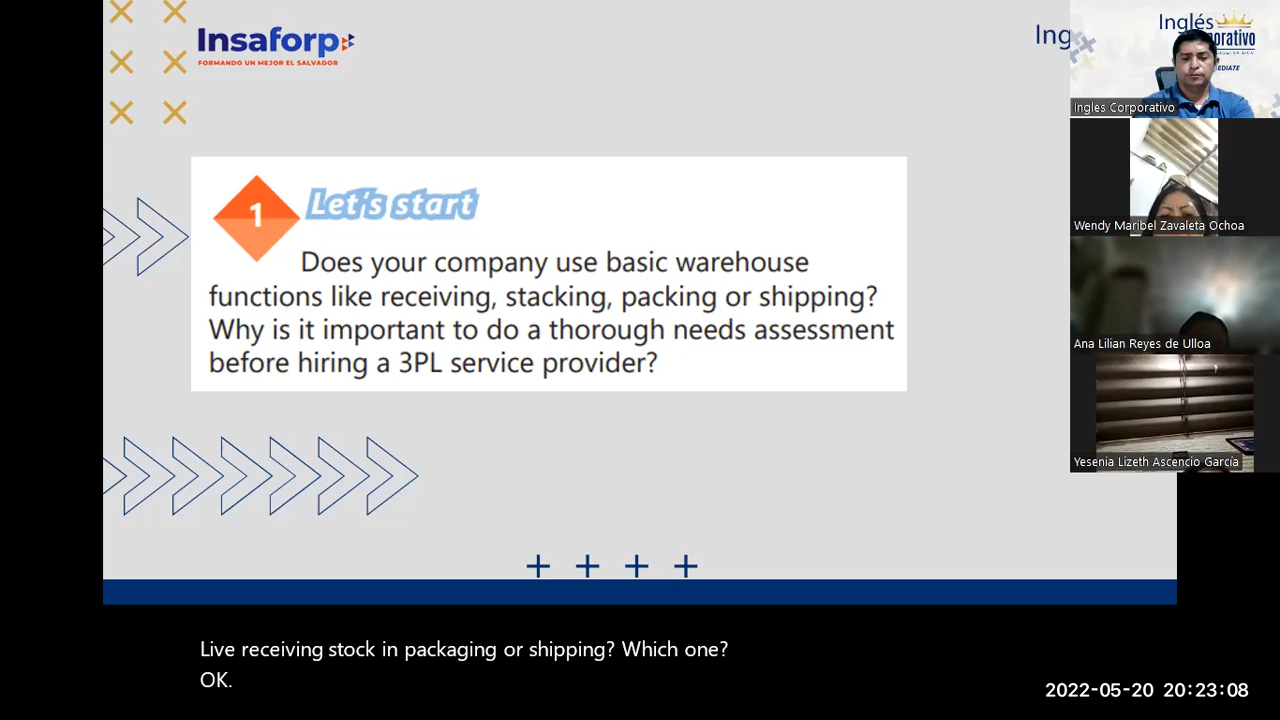 Insaforp
FORMANDO UN MEJOR EL SALVADOR
Ing
Inglés
porativo
MEDIATE
Ingles Corporativo
Wendy Maribel Zavaleta Ochoa
Ana Lilian Reyes de Ulloa
Yesenia Lizeth Ascencio García
1
Let's start
Does your company use basic warehouse
functions like receiving, stacking, packing or shipping?
Why is it important to do a thorough needs assessment
before hiring a 3PL service provider?
Live receiving stock in packaging or shipping? Which one?
OK.
2022-05-20 20:23:08